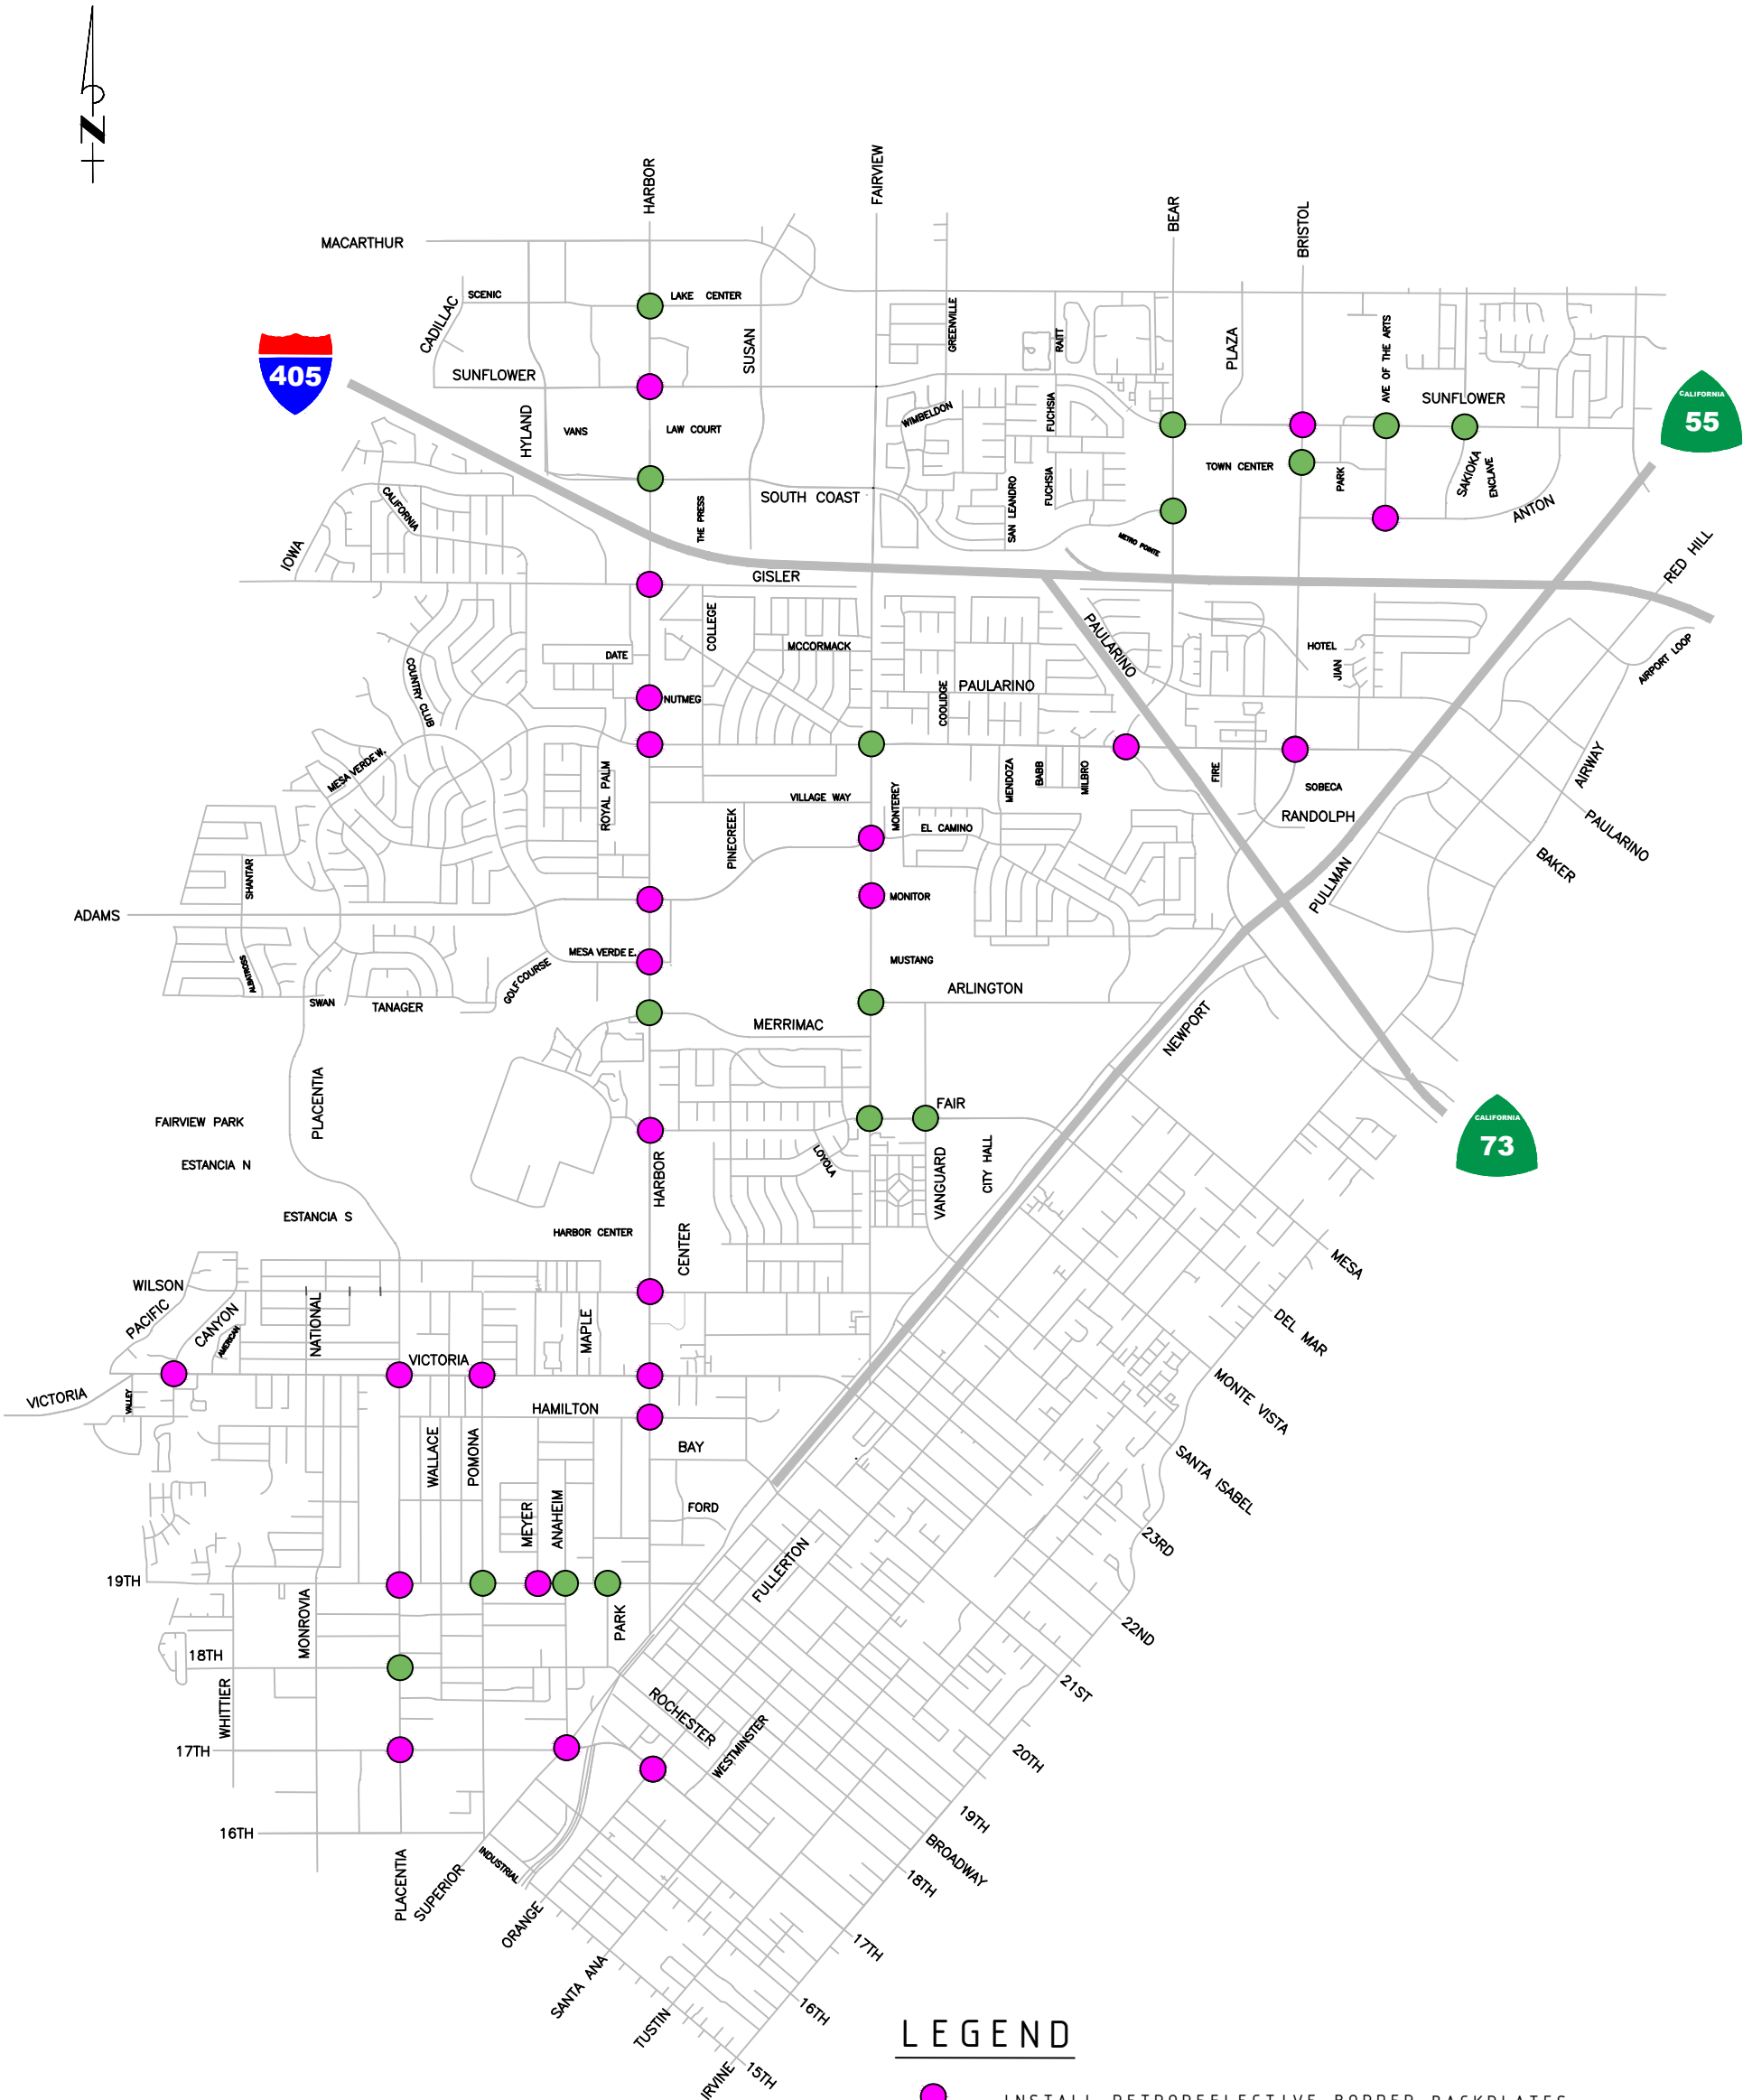 N
HARBOR
FAIRVIEW
BEAR
BRISTOL
MACARTHUR
SCENIC
LAKE CENTER
CADILLAC
SUSAN
GREENVILLE
RAITT
PLAZA
AVE OF THE ARTS
405
SUNFLOWER
SUNFLOWER
CALIFORNIA
55
HYLAND
VANS
LAW COURT
WIMBELDON
FUCHSIA
TOWN CENTER
PARK
SAKIOKA
ENCLAVE
CALIFORNIA
THE PRESS
SOUTH COAST
SAN LEANDRO
FUCHSIA
METRO POINTE
ANTON
IOWA
GISLER
RED HILL
COLLEGE
MCCORMACK
PAULARINO
HOTEL
JIAN
AIRPORT LOOP
DATE
COUNTRY CLUB
NUTMEG
COOLIDGE
PAULARINO
MESA VERDE W.
ROYAL PALM
VILLAGE WAY
MONTEREY
MENDOZA
BABB
MILBRO
FIRE
SOBECA
AIRWAY
RANDOLPH
PINECREEK
EL CAMINO
PAULARINO
BAKER
SHANTAR
MONITOR
PULLMAN
ADAMS
MESA VERDE E.
MUSTANG
ALBATROSS
GOLF COURSE
SWAN
TANAGER
ARLINGTON
MERRIMAC
NEWPORT
PLACENTIA
FAIR
FAIRVIEW PARK
CALIFORNIA
73
ESTANCIA N
LOYOLA
HARBOR
VANGUARD
CITY HALL
ESTANCIA S
HARBOR CENTER
CENTER
MESA
WILSON
PACIFIC
CANYON
AMERICAN
NATIONAL
MAPLE
DEL MAR
VICTORIA
VICTORIA
VALLEY
MONTE VISTA
HAMILTON
WALLACE
POMONA
BAY
SANTA ISABEL
MEYER
ANAHEIM
FORD
23RD
FULLERTON
19TH
MONROVIA
PARK
22ND
18TH
WHITTIER
21ST
ROCHESTER
WESTMINSTER
17TH
20TH
19TH
16TH
BROADWAY
PLACENTIA
SUPERIOR
INDUSTRIAL
18TH
ORANGE
17TH
SANTA ANA
16TH
TUSTIN
LEGEND
IRVINE
15TH
INSTALL RETROREFLECTIVE BORDER BACKPLATES